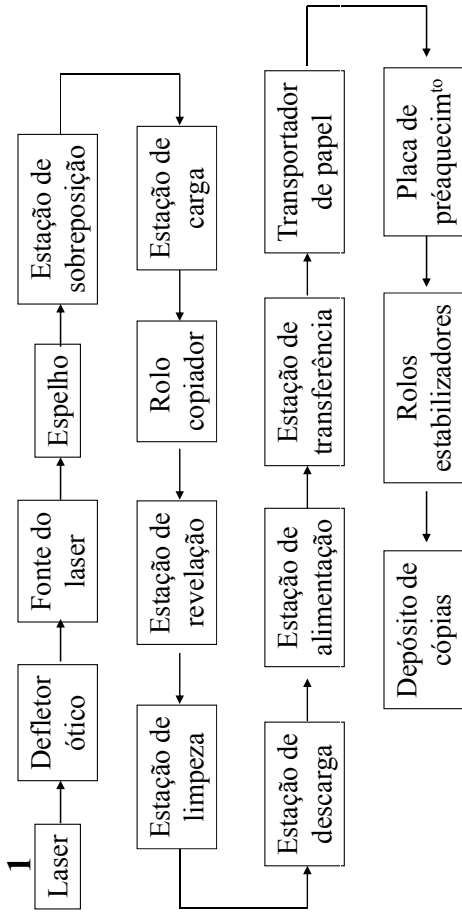 1
Laser
Defletor
ótico
Fonte do
laser
Espelho
Estação de
sobreposição
Estação de
carga
Rolo
copiador
Estação de
revelação
Estação de
limpeza
Estação de
descarga
Estação de
alimentação
Estação de
transferência
Transportador
de papel
Placa de
préaquecimto
Rolos
estabilizadores
Depósito de
cópias